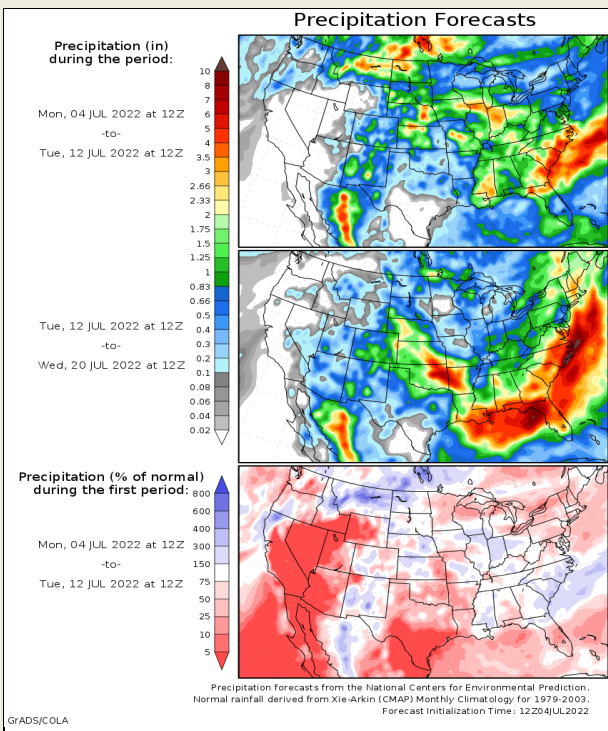 Precipitation Forecasts
Precipitation (in)
during the period:
Mon, 04 JUL 2022 at 12Z
-to-
Tue, 12 JUL 2022 at 12Z
10
8
7
6
5
4
3.5
3
2.66
2.33
2
1.75
1.5
1.25
1
0.83
0.66
0.5
0.4
0.3
0.2
0.1
0.08
0.06
0.04
0.02
Tue, 12 JUL 2022 at 12Z
-to-
Wed, 20 JUL 2022 at 12Z
Precipitation (% of normal)
during the first period:
Mon, 04 JUL 2022 at 12Z
-to-
Tue, 12 JUL 2022 at 12Z
800
600
400
300
150
75
50
25
10
5
Precipitation forecasts from the National Centers for Environmental Prediction.
Normal rainfall derived from Xie-Arkin (CMAP) Monthly Climatology for 1979-2003.
Forecast Initialization Time: 12Z04JUL2022
GrADS/COLA